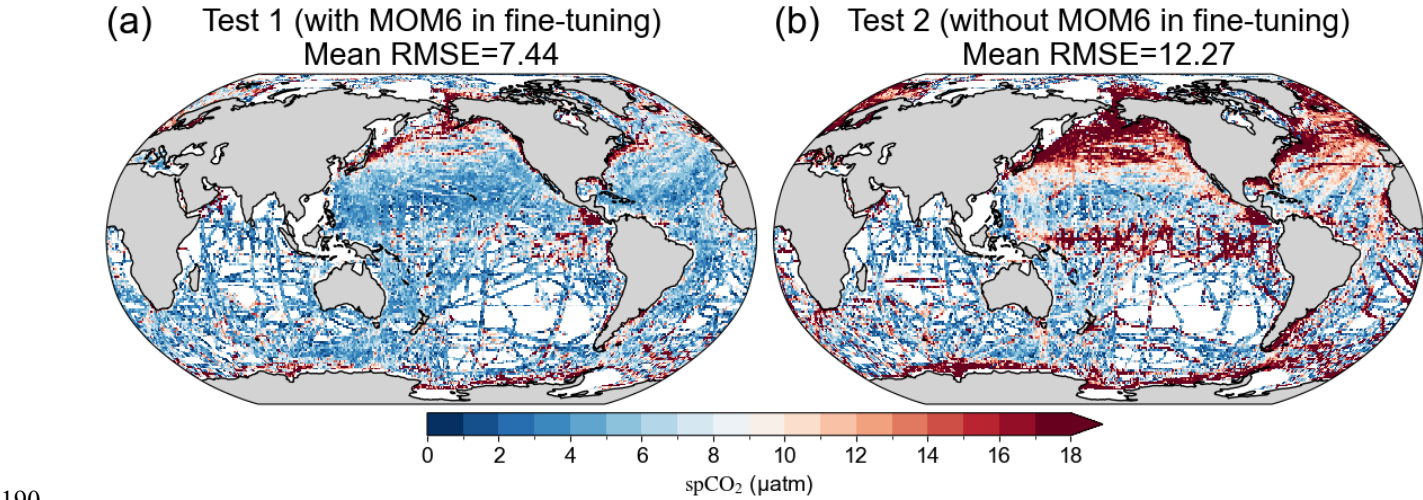 (a) Test 1 (with MOM6 in fine-tuning)
Mean RMSE=7.44
(b) Test 2 (without MOM6 in fine-tuning)
Mean RMSE=12.27
0 2 4 6 8 10 12 14 16 18
spCO₂ (µatm)
190